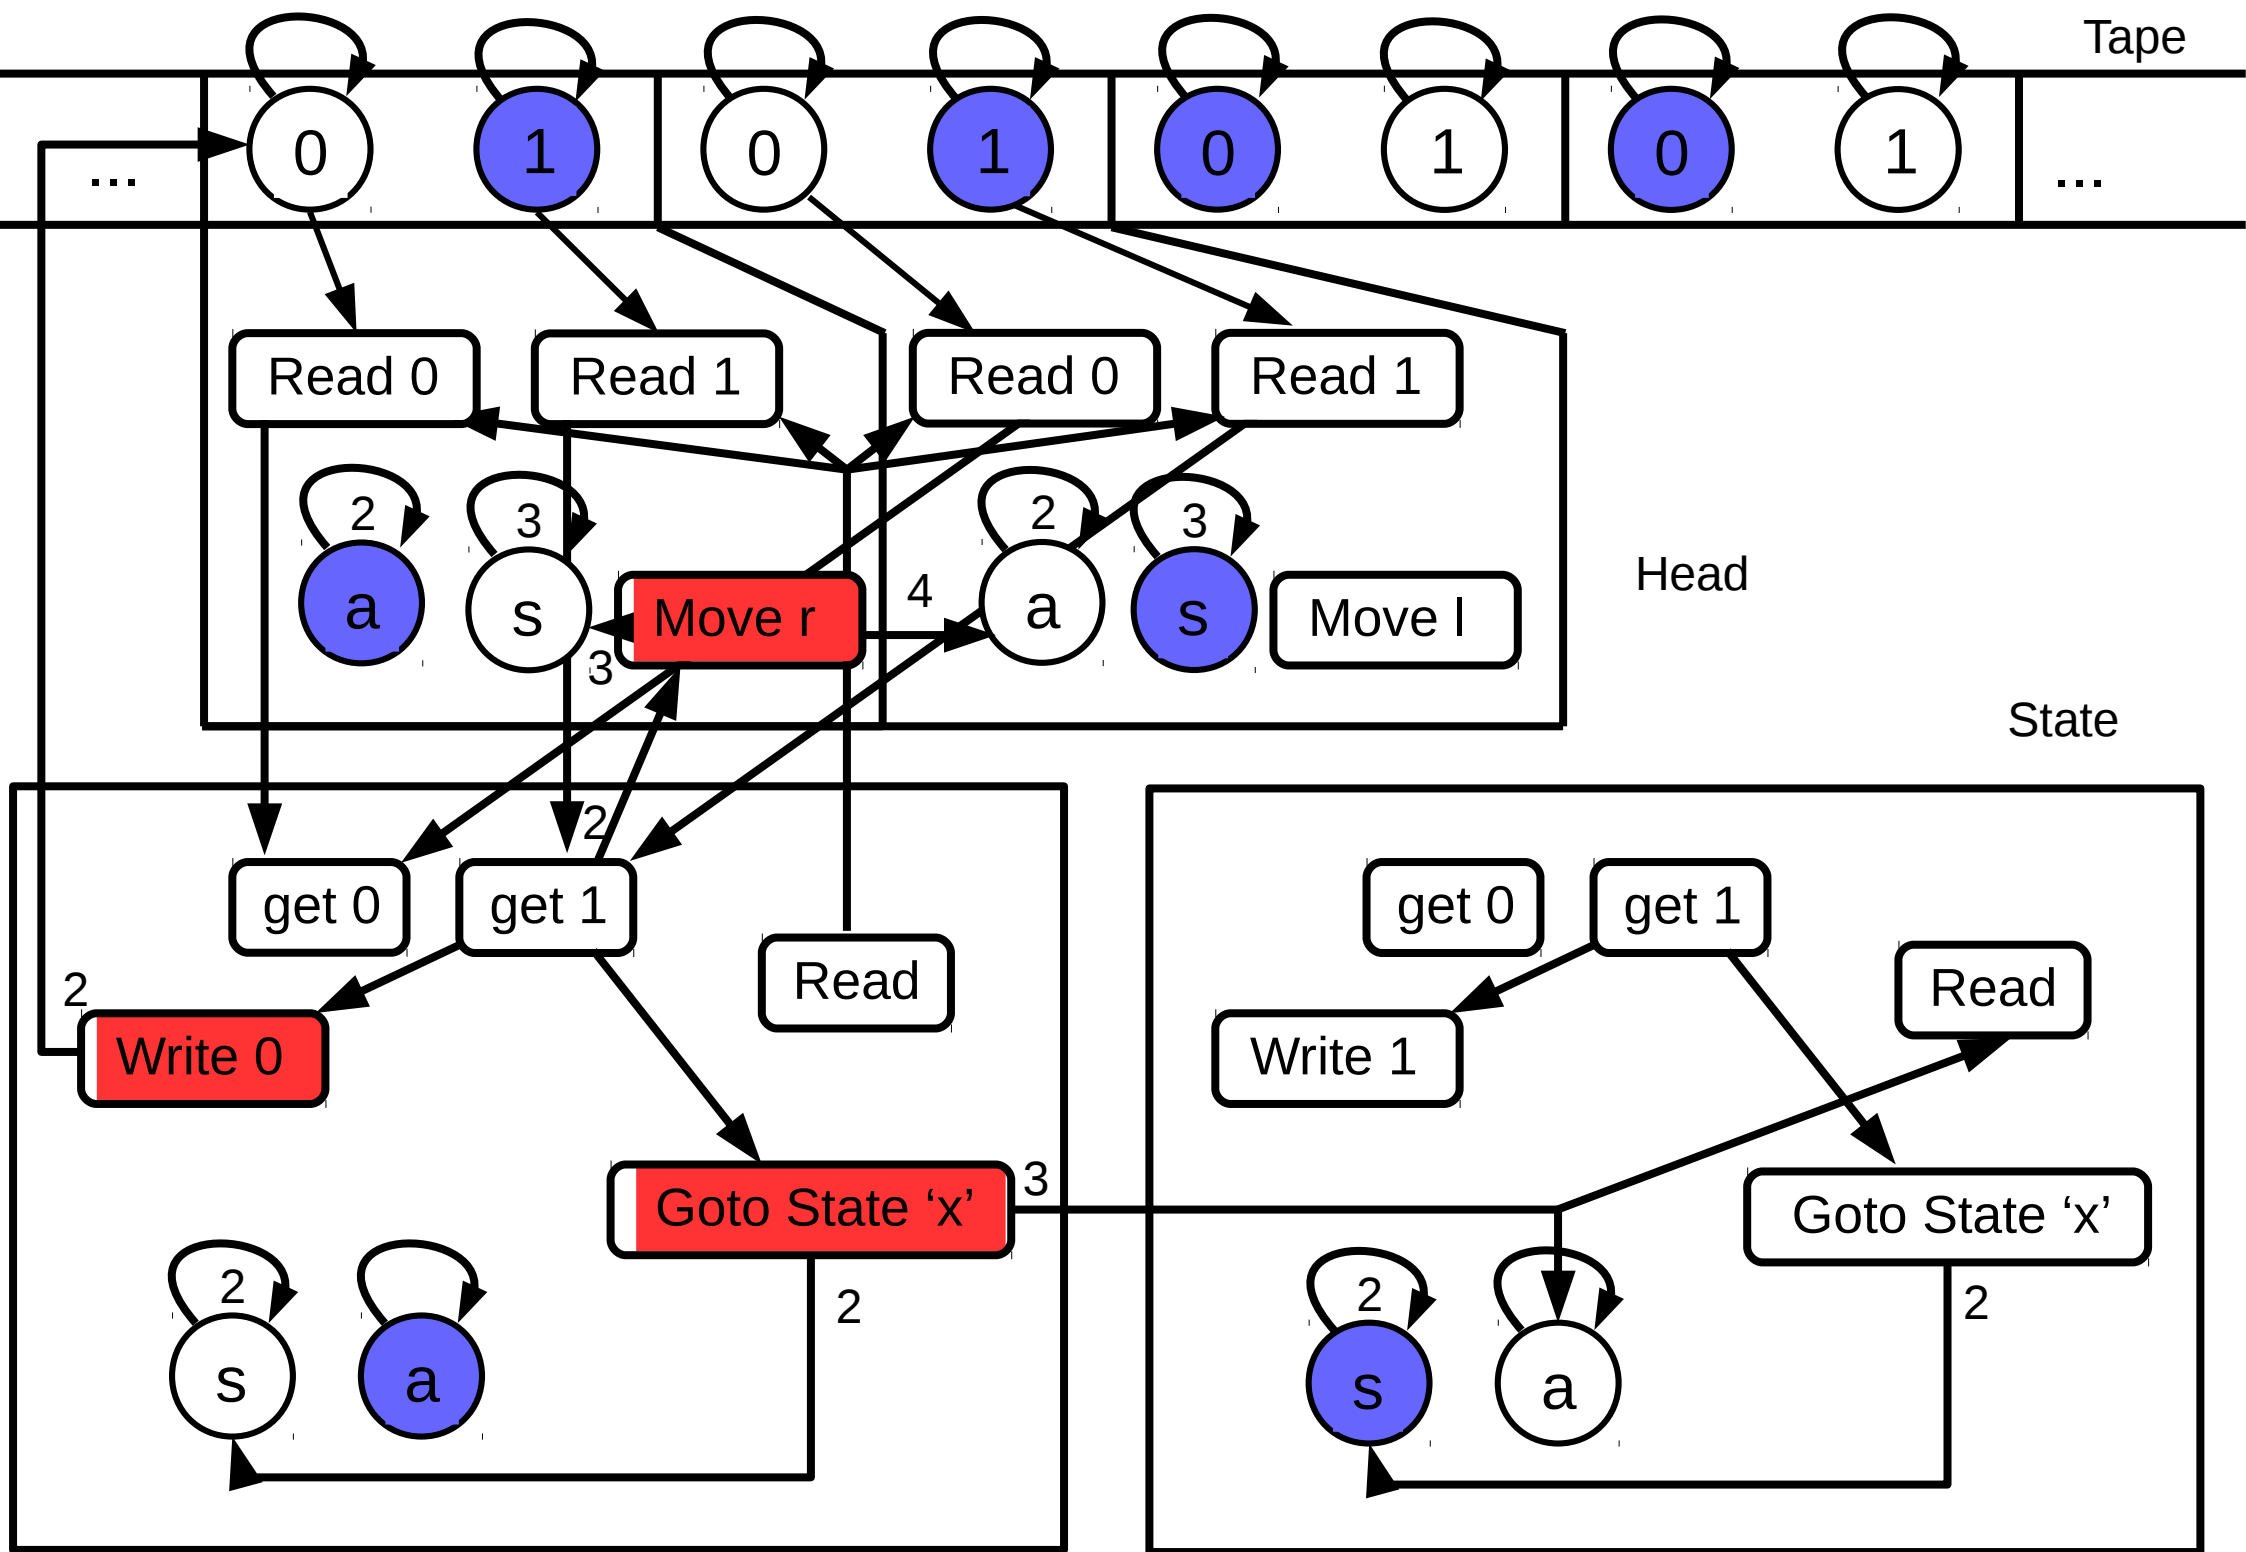 Tape
0 1 0 1 0 1 0 1
... ...
Read 0 Read 1 Read 0 Read 1
2 3 2 3
a s Move r 4 a s Move l
3
Head
State
2
get 0 get 1 get 0 get 1
Read Read
2
Write 0 Write 1
3
Goto State ‘x’ Goto State ‘x’
2 2 2 2
s a s a